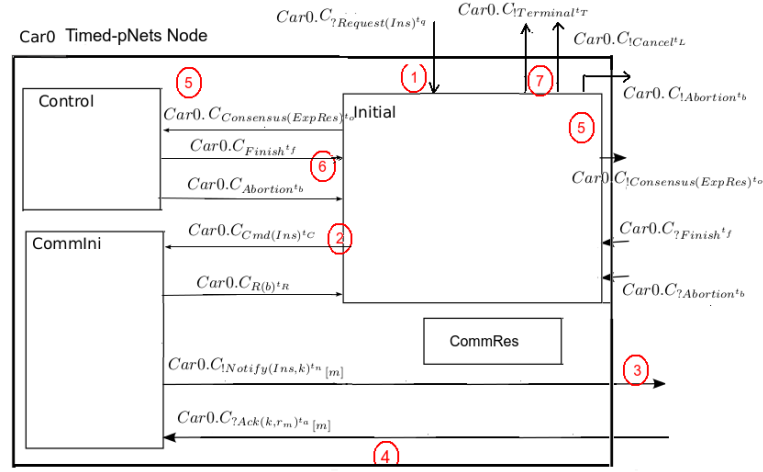 Car0.C?Request(Ins)^tq
Car0.C!Terminal^tT
Car0 Timed-pNets Node
Car0.C!Cancel^tL
1
7
5
Control
Car0.C!Abortion^tb
Car0.CConsensus(ExpRes)^to
Initial
5
Car0.CFinish^tf
6
Car0.C!Consensus(ExpRes)^to
Car0.CAbortion^tb
CommIni
Car0.CCmd(Ins)^tC
2
Car0.C?Finish^tf
Car0.CR(b)^tR
Car0.C?Abortion^tb
CommRes
Car0.C!Notify(Ins,k)^tn[m]
3
Car0.C?Ack(k,rm)^ta[m]
4